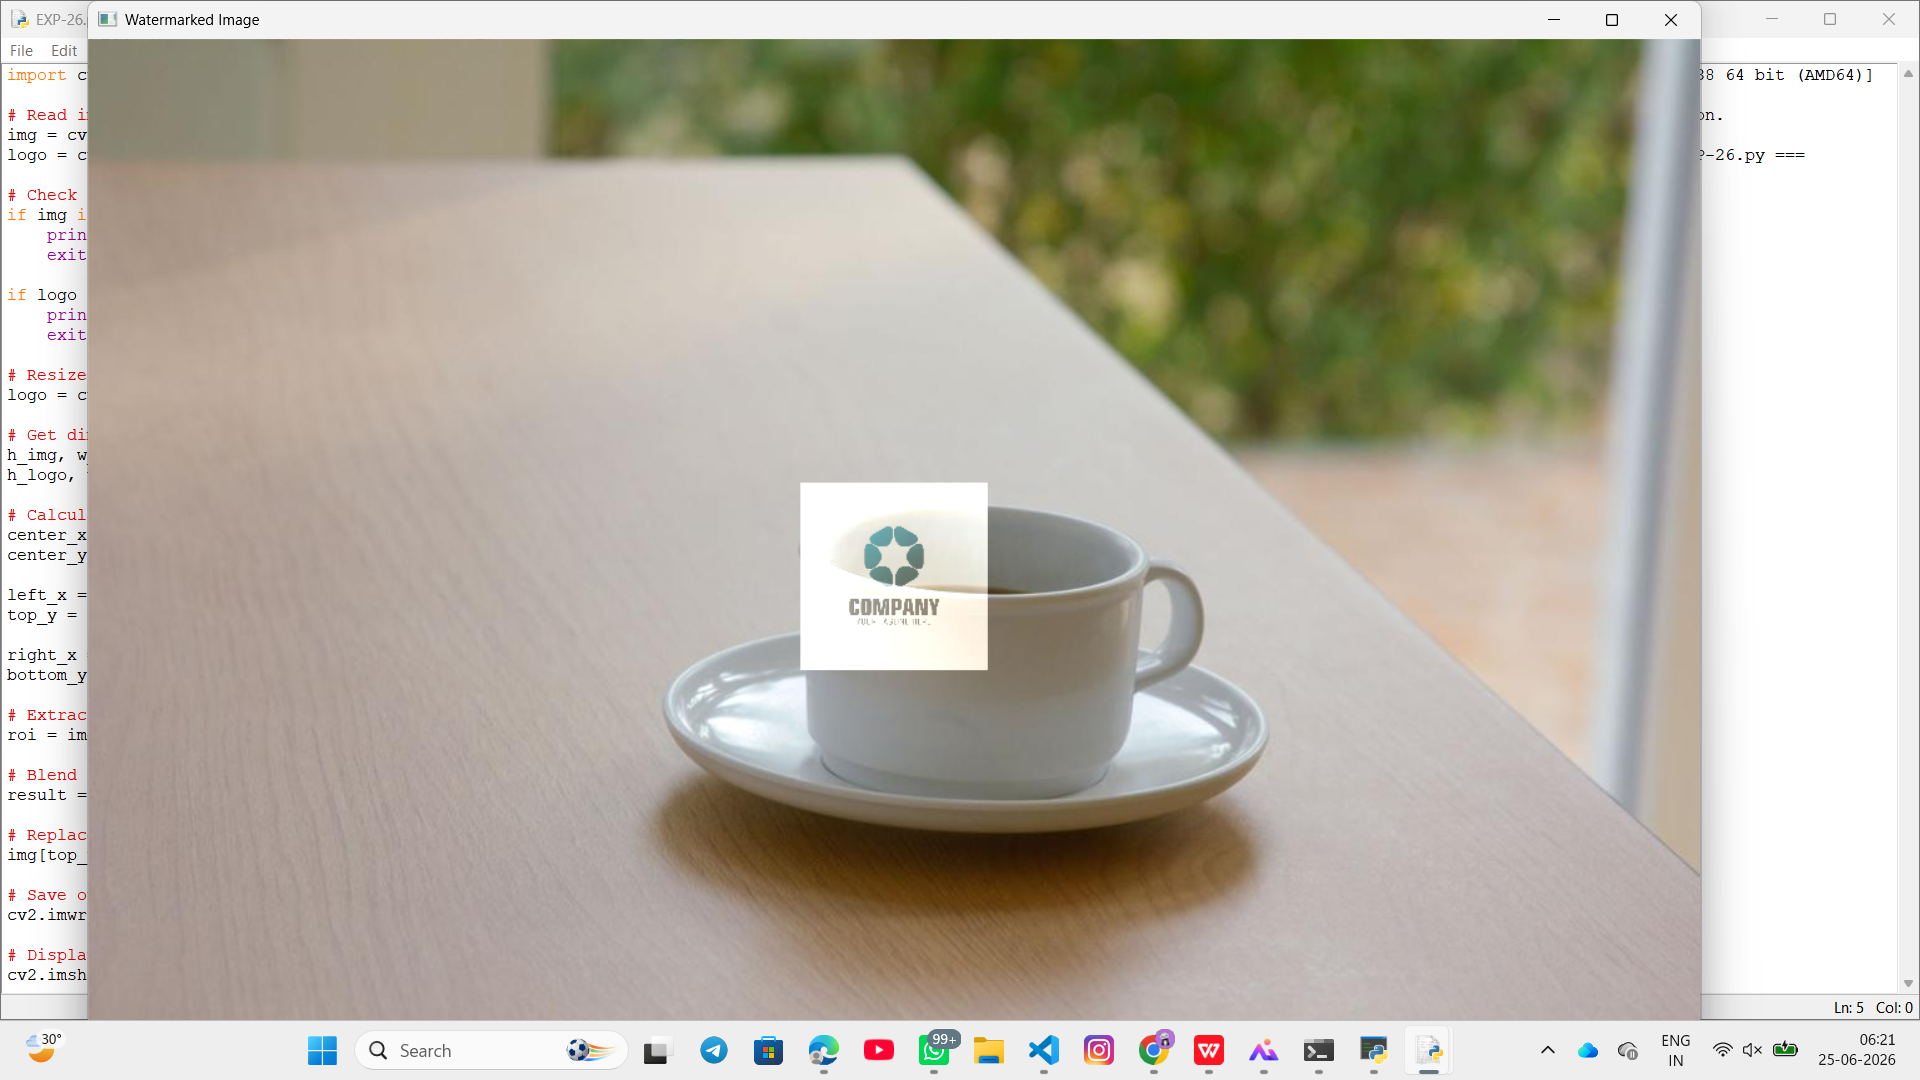 EXP-26.
Watermarked Image
File Edit
import c
38 64 bit (AMD64)]
# Read i
on.
img = cv
logo = c
P-26.py ===
# Check
if img i
prin
exit
if logo
prin
exit
# Resize
logo = c
# Get di
h_img, w
h_logo,
# Calcul
center_x
center_y
left_x =
top_y =
right_x
bottom_y
# Extrac
roi = im
# Blend
result =
# Replac
img[top_
# Save o
cv2.imwr
# Displa
cv2.imsh
COMPANY
Ln: 5 Col: 0
30°
Search
99+
ENG
IN
06:21
25-06-2026